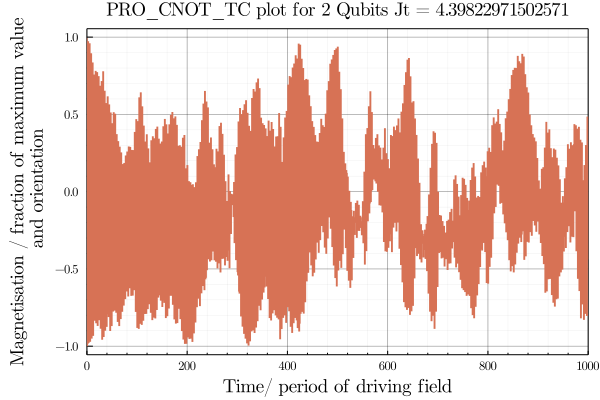 PRO_CNOT_TC plot for 2 Qubits Jt = 4.39822971502571
Magnetisation / fraction of maximum value
and orientation
1.0
0.5
0.0
−0.5
−1.0
0 200 400 600 800 1000
Time/ period of driving field